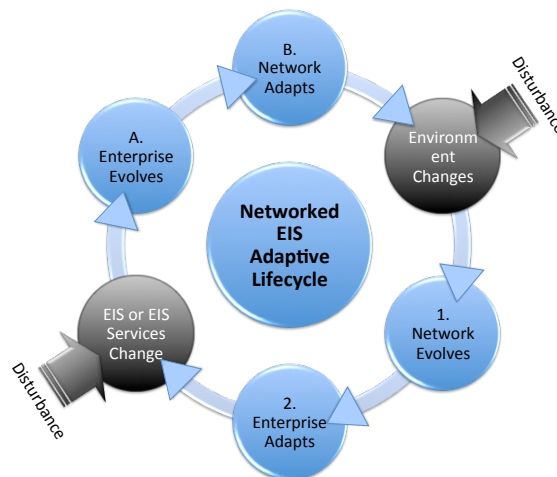 B.
Network
Adapts
Disturbance
Environm
ent
Changes
A.
Enterprise
Evolves
Networked
EIS
Adaptive
Lifecycle
1.
Network
Evolves
EIS or EIS
Services
Change
2.
Enterprise
Adapts
Disturbance